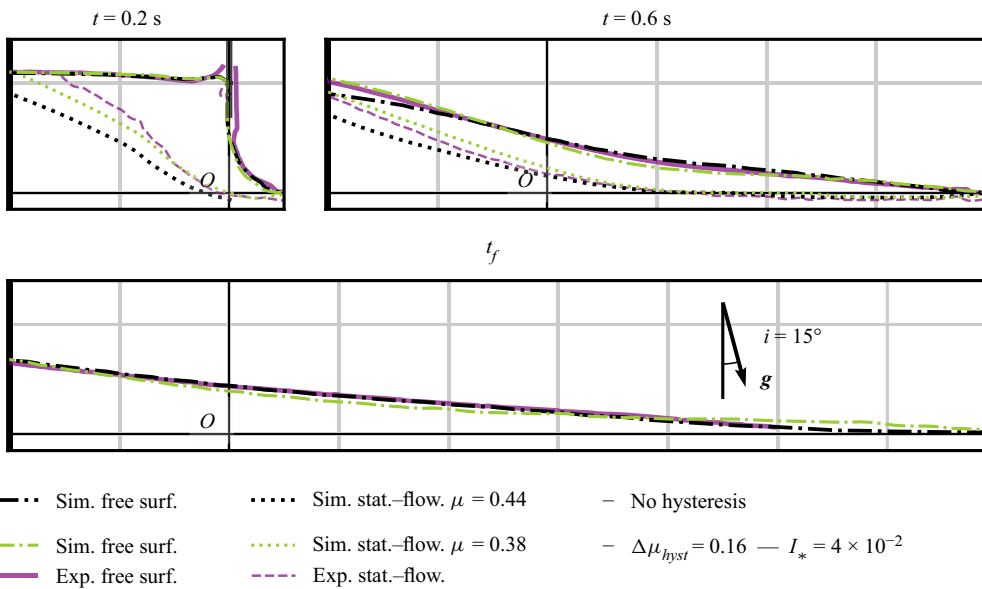 t = 0.2 s
t = 0.6 s
O
O
t_f
i = 15°
g
O
Sim. free surf. Sim. stat.–flow. μ = 0.44 – No hysteresis
Sim. free surf. Sim. stat.–flow. μ = 0.38 – Δμ_hyst = 0.16 — I_* = 4 × 10⁻²
Exp. free surf. Exp. stat.–flow.